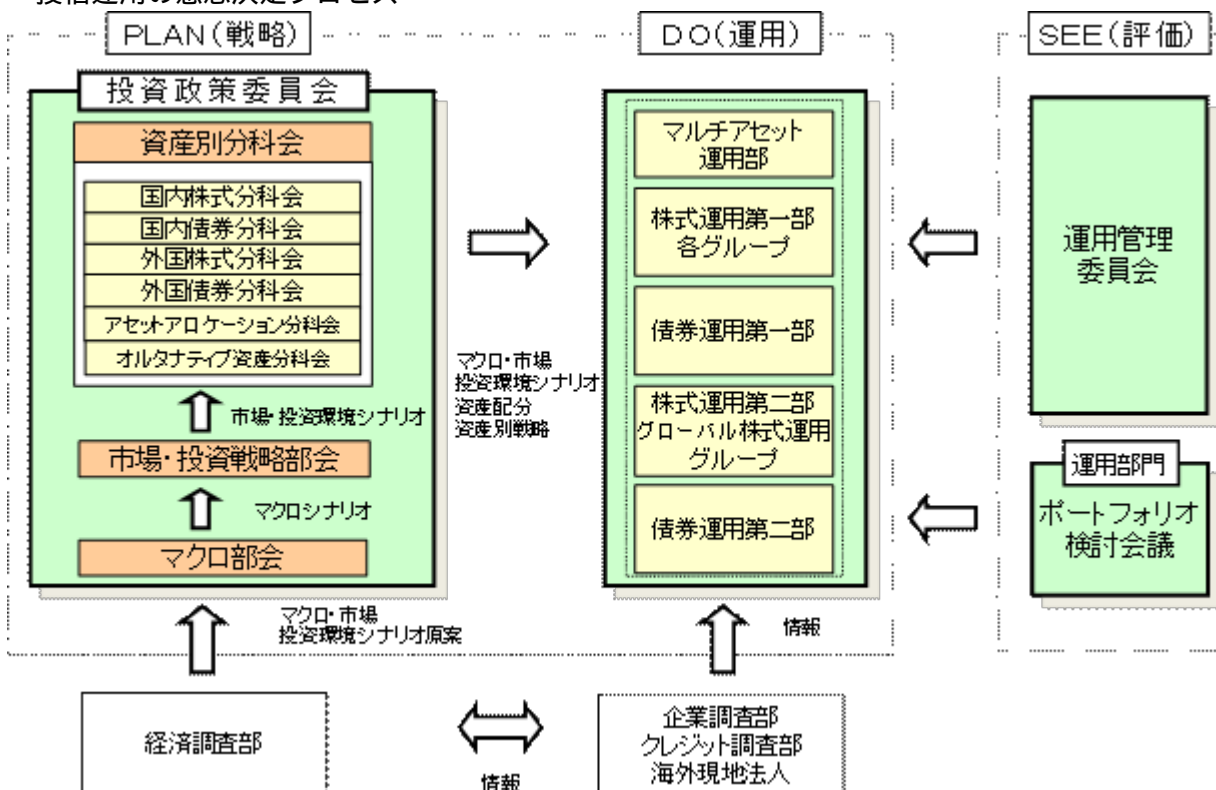 投信運用の意思決定プロセス
PLAN(戦略)
投資政策委員会
資産別分科会
国内株式分科会
国内債券分科会
外国株式分科会
外国債券分科会
アセットアロケーション分科会
オルタナティブ資産分科会
市場・投資環境シナリオ
市場・投資戦略部会
マクロシナリオ
マクロ部会
マクロ・市場
投資環境シナリオ原案
経済調査部
マクロ・市場
投資環境シナリオ
資産配分
資産別戦略
DO(運用)
マルチアセット
運用部
株式運用第一部
各グループ
債券運用第一部
株式運用第二部
グローバル株式運用
グループ
債券運用第二部
情報
情報
企業調査部
クレジット調査部
海外現地法人
SEE(評価)
運用管理
委員会
運用部門
ポートフォリオ
検討会議